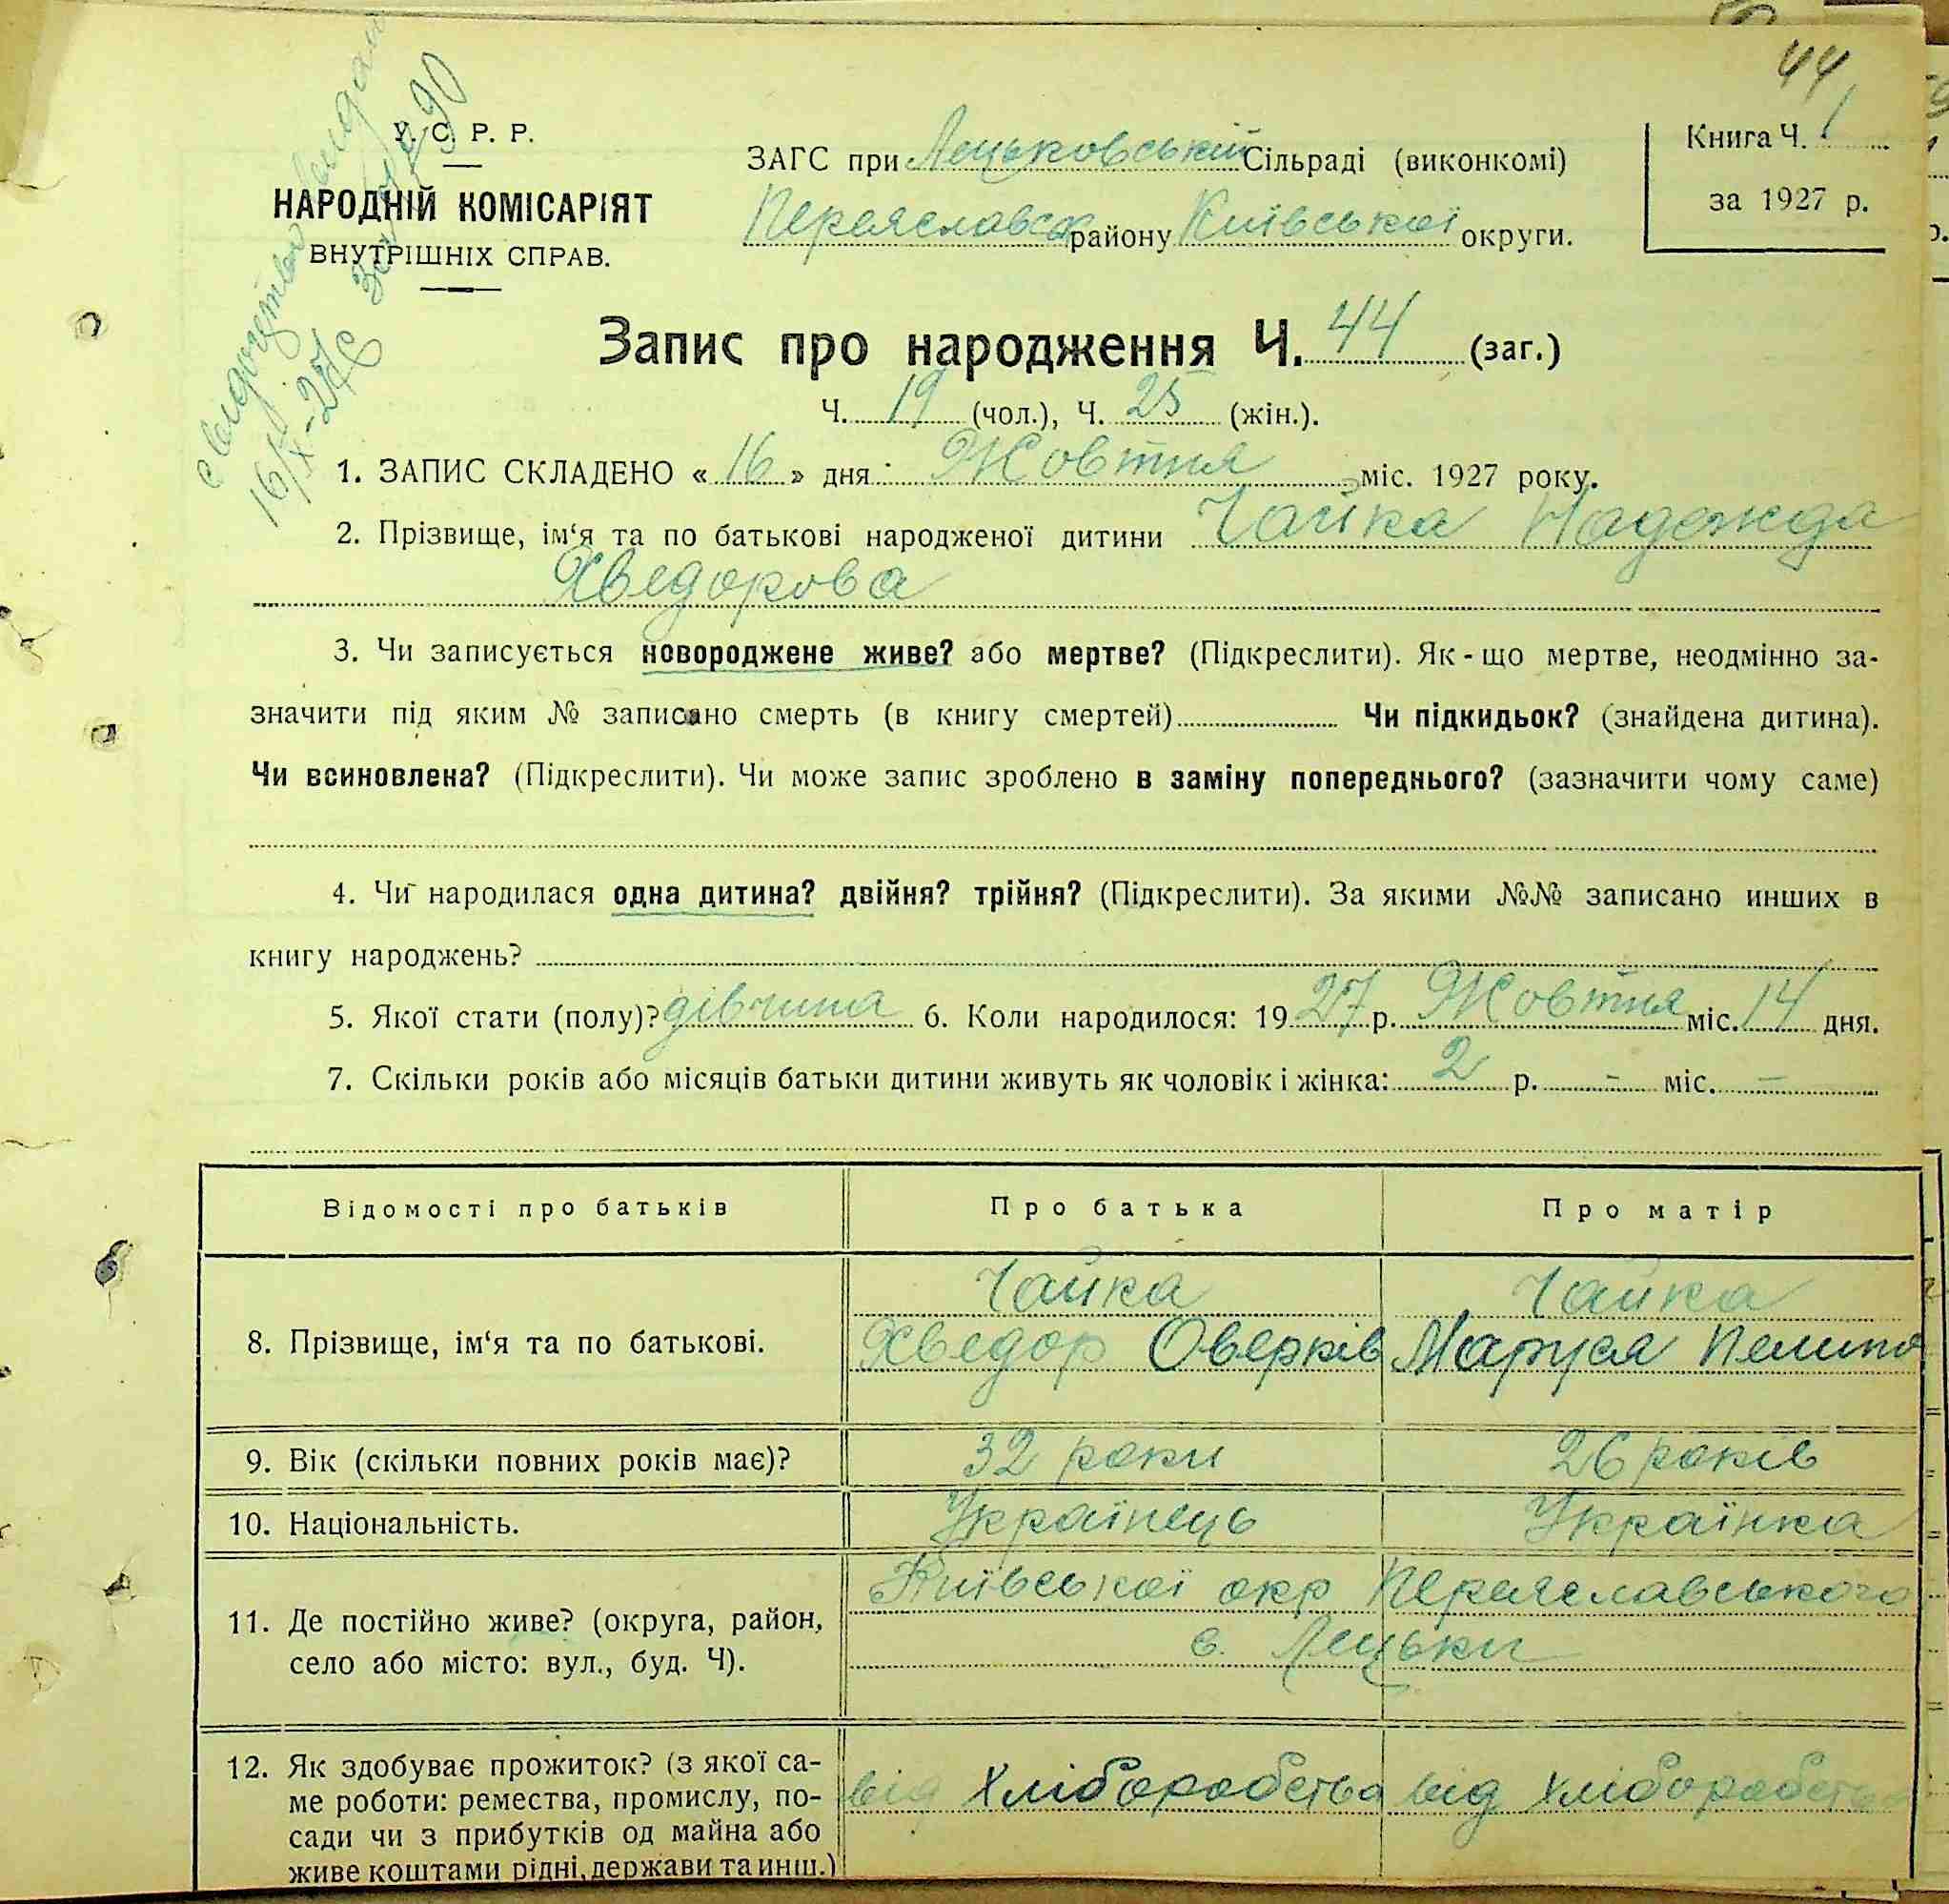 44
У. С. Р. Р.
НАРОДНІЙ КОМІСАРІЯТ
ВНУТРІШНІХ СПРАВ.
ЗАГС при Лецьковській Сільраді (виконкомі)
Переяславськ району Київської округи.
Книга Ч. 1
за 1927 р.
16/X-27
Запис про народження Ч. 44 (заг.)
Ч. 19 (чол.), Ч. 25 (жін.).
1. ЗАПИС СКЛАДЕНО « 16 » дня Жовтня міс. 1927 року.
2. Прізвище, ім‘я та по батькові народженої дитини Чайка Надежда
Хведорова
3. Чи записується новороджене живе? або мертве? (Підкреслити). Як-що мертве, неодмінно за-
значити під яким № записано смерть (в книгу смертей) Чи підкидьок? (знайдена дитина).
Чи всиновлена? (Підкреслити). Чи може запис зроблено в заміну попереднього? (зазначити чому саме)
4. Чи народилася одна дитина? двійня? трійня? (Підкреслити). За якими №№ записано инших в
книгу народжень?
5. Якої стати (полу)? дівчина 6. Коли народилося: 1927 р. Жовтня міс. 14 дня.
7. Скільки років або місяців батьки дитини живуть як чоловік і жінка: 2 р. - міс. -
Відомості про батьків Про батька Про матір
Чайка Чайка
8. Прізвище, ім‘я та по батькові. Хведор Оверків Маруся Пелипо
9. Вік (скільки повних років має)? 32 роки 26 років
10. Національність. Українець Українка
Київської окр Переяславського
11. Де постійно живе? (округа, район,
с. Лецьки
село або місто: вул., буд. Ч).
12. Як здобуває прожиток? (з якої са-
ме роботи: ремества, промислу, по- від хліборобства від хліборобства
сади чи з прибутків од майна або
живе коштами рідні, держави та инш.)